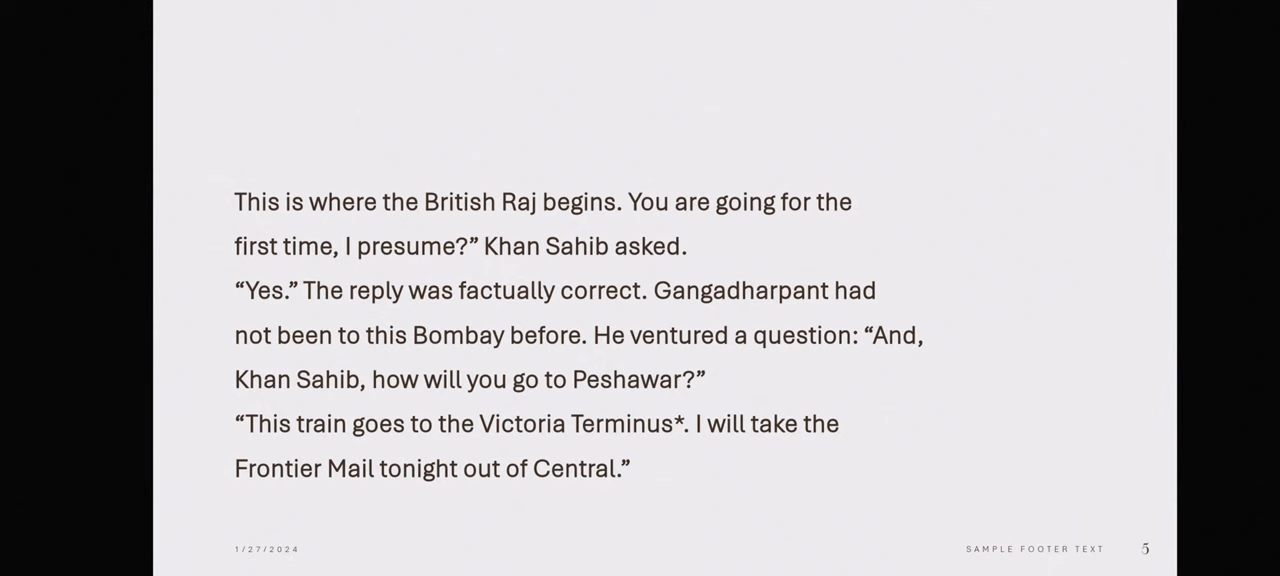 This is where the British Raj begins. You are going for the
first time, I presume?” Khan Sahib asked.
“Yes.” The reply was factually correct. Gangadharpant had
not been to this Bombay before. He ventured a question: “And,
Khan Sahib, how will you go to Peshawar?”
“This train goes to the Victoria Terminus*. I will take the
Frontier Mail tonight out of Central.”
1/27/2024
SAMPLE FOOTER TEXT
5